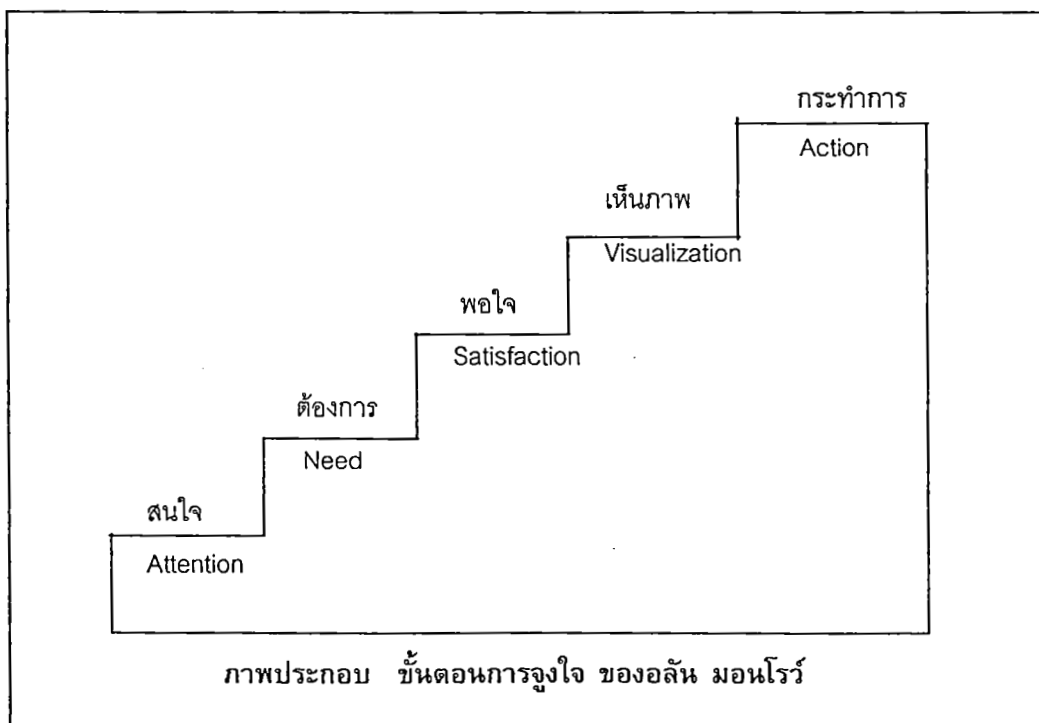 กระทำการ
Action
เห็นภาพ
Visualization
พอใจ
Satisfaction
ต้องการ
Need
สนใจ
Attention
ภาพประกอบ ขั้นตอนการจูงใจ ของอลัน มอนโรว์